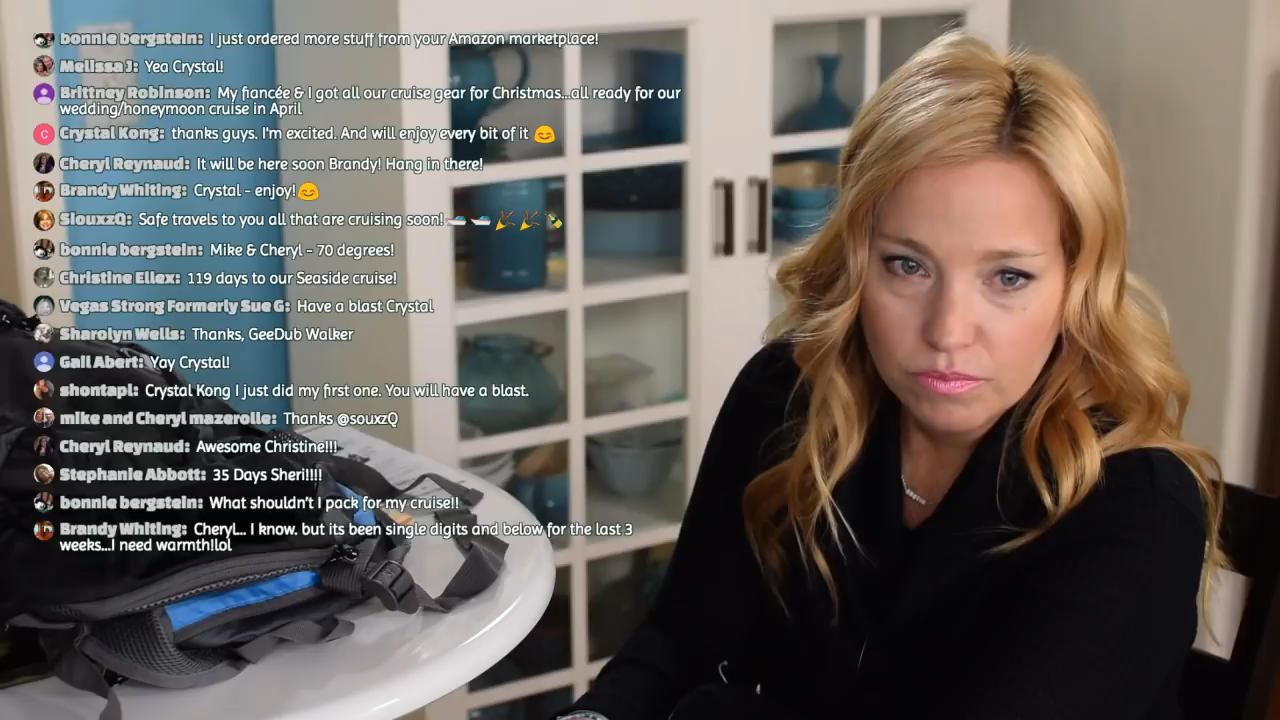 bonnie bergstein: I just ordered more stuff from your Amazon marketplace!
Melissa J: Yea Crystal!
Brittney Robinson: My fiancée & I got all our cruise gear for Christmas...all ready for our
wedding/honeymoon cruise in April
C Crystal Kong: thanks guys. I'm excited. And will enjoy every bit of it 😊
Cheryl Reynaud: It will be here soon Brandy! Hang in there!
Brandy Whiting: Crystal - enjoy!😊
SiouxzQ: Safe travels to you all that are cruising soon! 🛥️ 🛥️ 🎉 🎉 🍾
bonnie bergstein: Mike & Cheryl - 70 degrees!
Christine Ellex: 119 days to our Seaside cruise!
Vegas Strong Formerly Sue G: Have a blast Crystal
Sharolyn Wells: Thanks, GeeDub Walker
Gail Abert: Yay Crystal!
shontapl: Crystal Kong I just did my first one. You will have a blast.
mike and Cheryl mazerolle: Thanks @souxzQ
Cheryl Reynaud: Awesome Christine!!!
Stephanie Abbott: 35 Days Sheri!!!!
bonnie bergstein: What shouldn't I pack for my cruise!!
Brandy Whiting: Cheryl... I know. but its been single digits and below for the last 3
weeks...I need warmth!lol